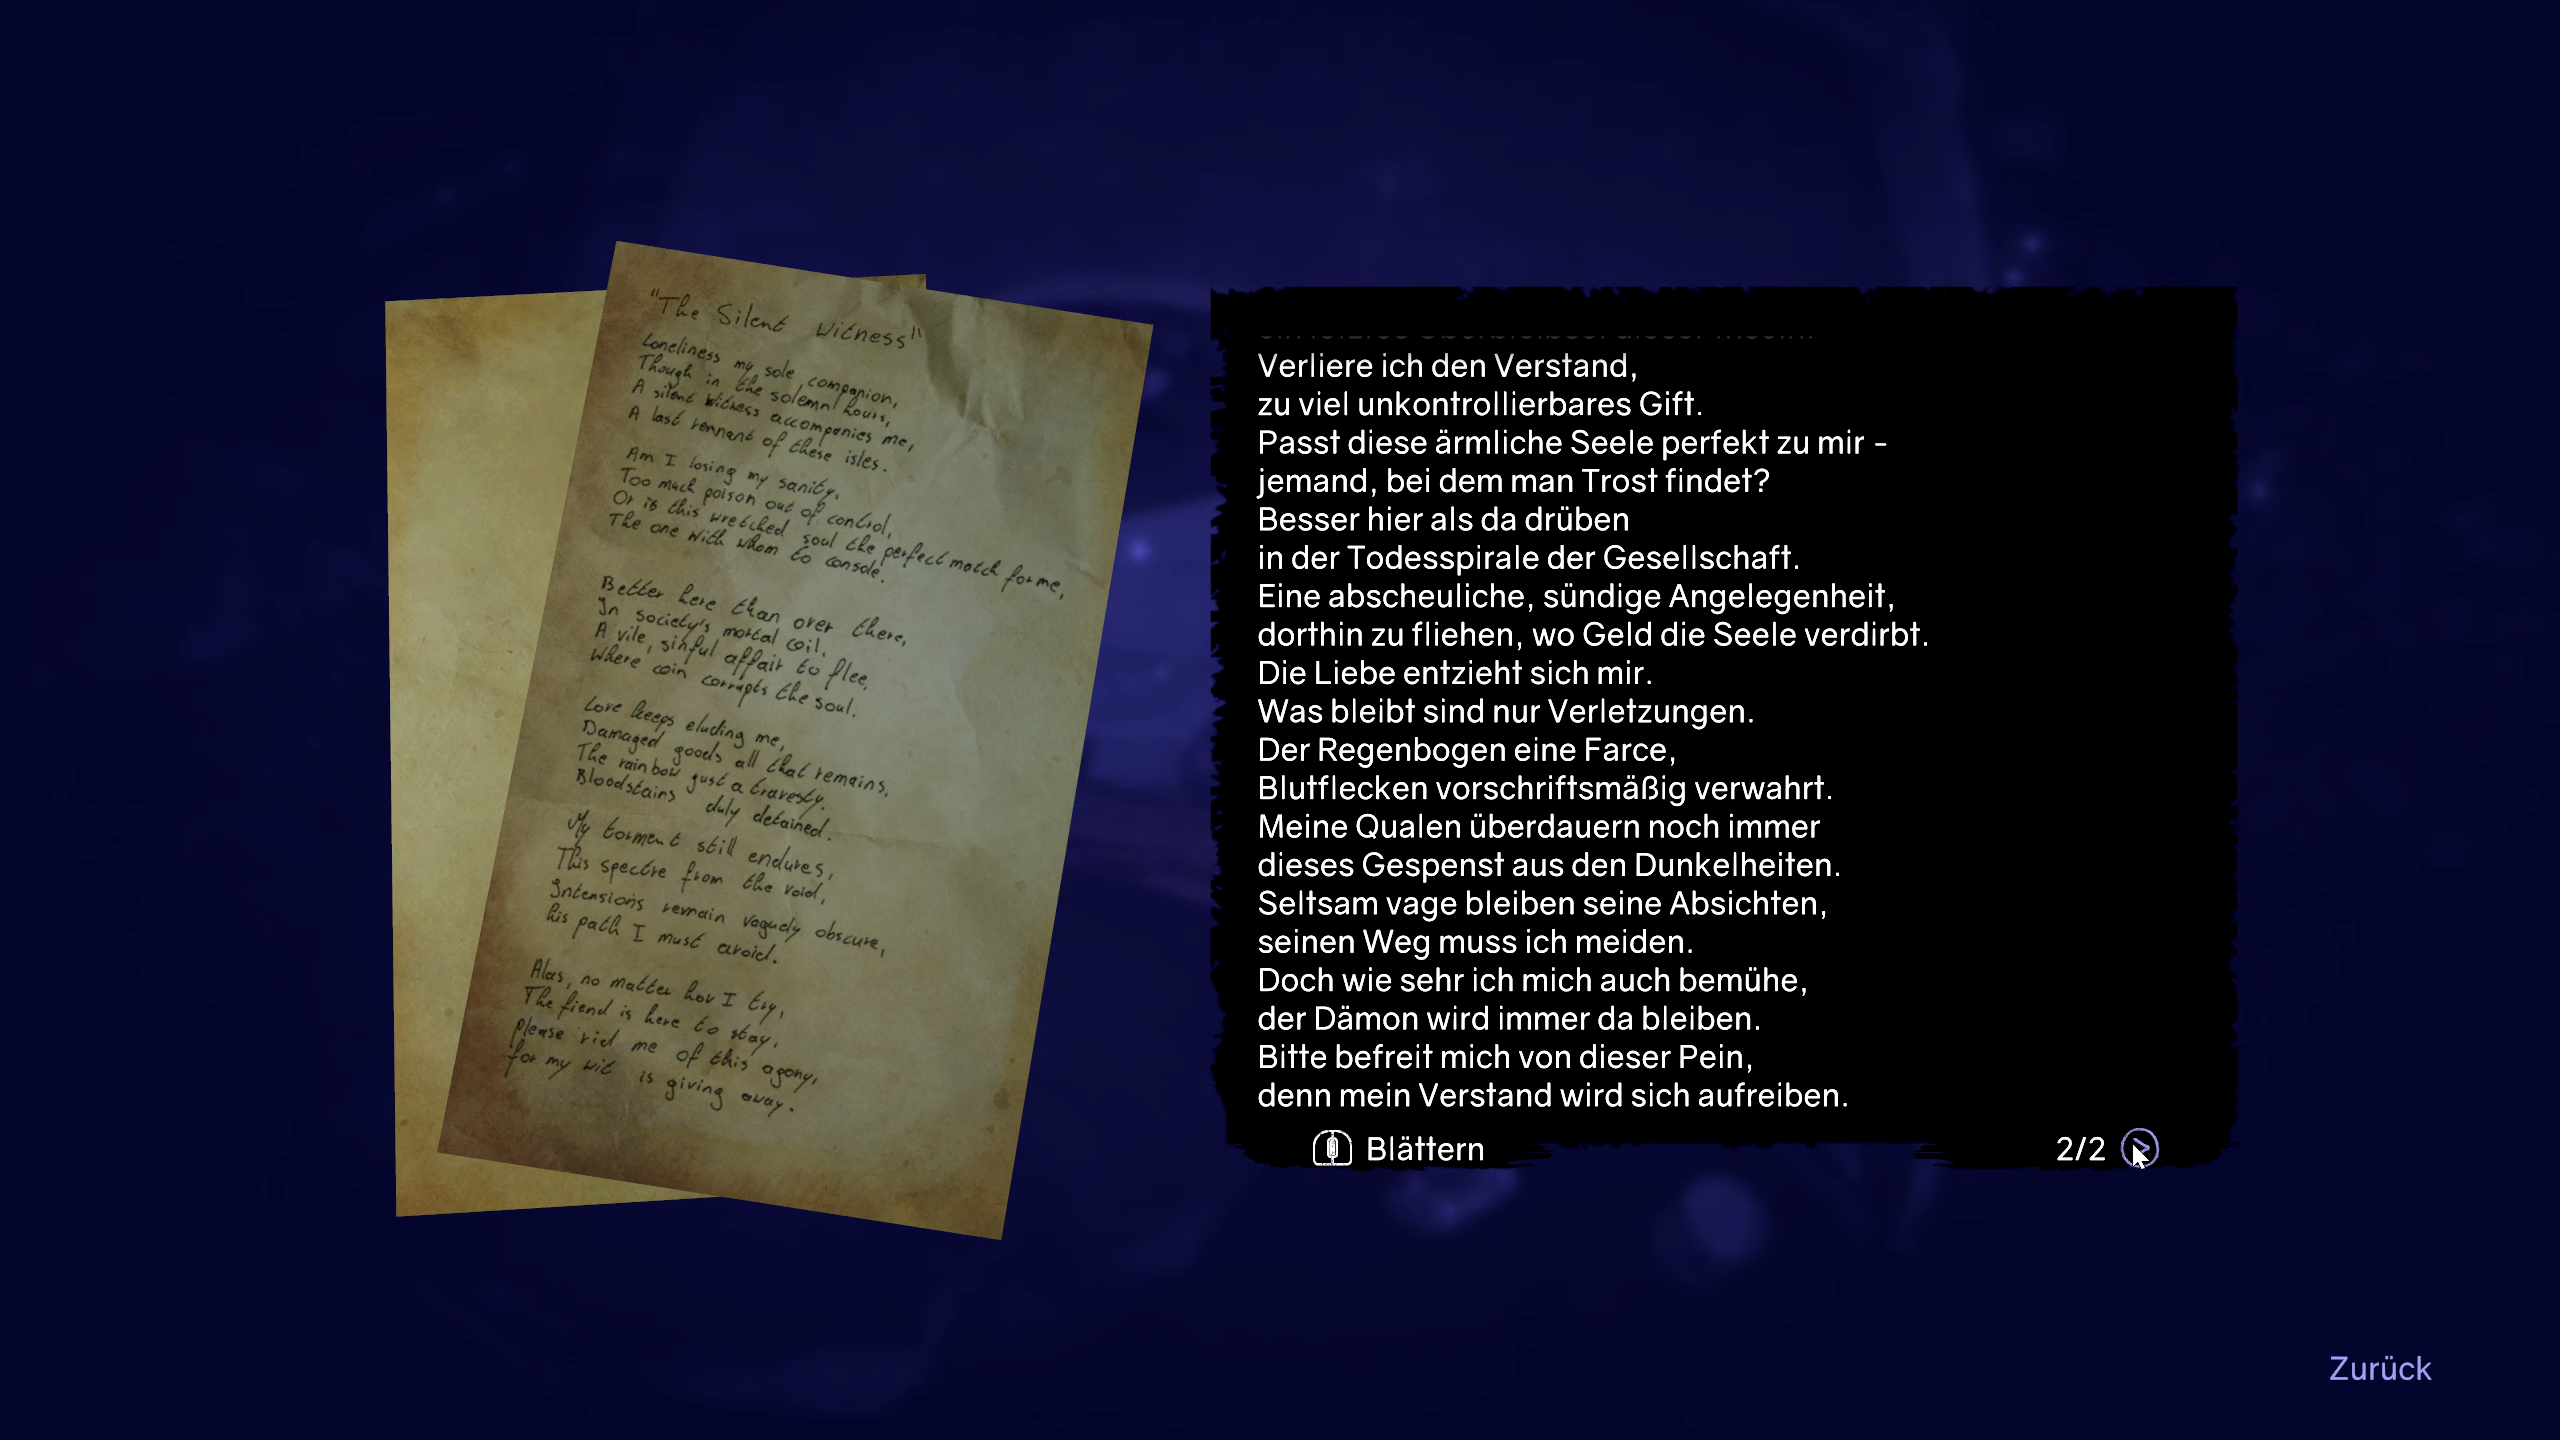 "The Silent Witness"
Loneliness my sole companion,
Though in the solemn hours,
A silent witness accompanies me,
A last remnant of these isles.
Am I losing my sanity,
Too much poison out of control,
Or is this wretched soul the perfect match for me,
The one with whom to console.
Better here than over there,
In society's mortal coil,
A vile, sinful affair to flee,
Where coin corrupts the soul.
Love keeps eluding me,
Damaged goods all that remains,
The rainbow just a travesty,
Bloodstains duly detained.
My torment still endures,
This spectre from the void,
Intensions remain vaguely obscure,
his path I must avoid.
Alas, no matter how I try,
The fiend is here to stay,
please rid me of this agony,
for my wit is giving away.
Verliere ich den Verstand,
zu viel unkontrollierbares Gift.
Passt diese ärmliche Seele perfekt zu mir –
jemand, bei dem man Trost findet?
Besser hier als da drüben
in der Todesspirale der Gesellschaft.
Eine abscheuliche, sündige Angelegenheit,
dorthin zu fliehen, wo Geld die Seele verdirbt.
Die Liebe entzieht sich mir.
Was bleibt sind nur Verletzungen.
Der Regenbogen eine Farce,
Blutflecken vorschriftsmäßig verwahrt.
Meine Qualen überdauern noch immer
dieses Gespenst aus den Dunkelheiten.
Seltsam vage bleiben seine Absichten,
seinen Weg muss ich meiden.
Doch wie sehr ich mich auch bemühe,
der Dämon wird immer da bleiben.
Bitte befreit mich von dieser Pein,
denn mein Verstand wird sich aufreiben.
Blättern
2/2
Zurück